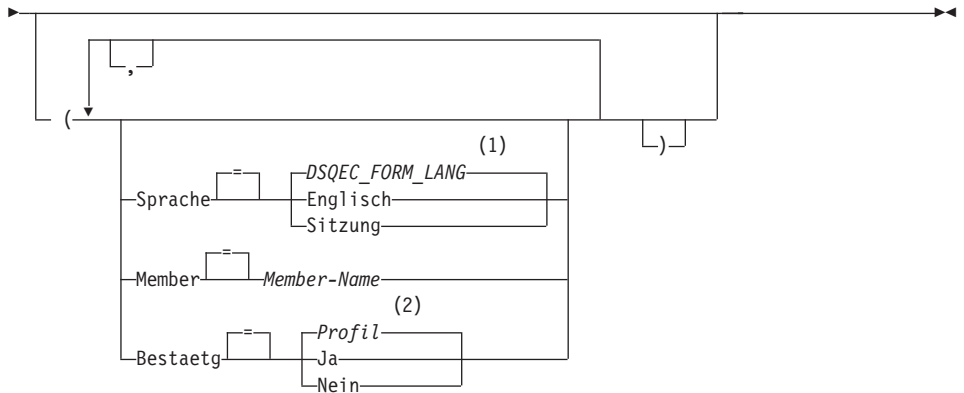 ,
(
)
(1)
Sprache = DSQEC_FORM_LANG
Englisch
Sitzung
Member = Member-Name
(2)
Bestaetg = Profil
Ja
Nein